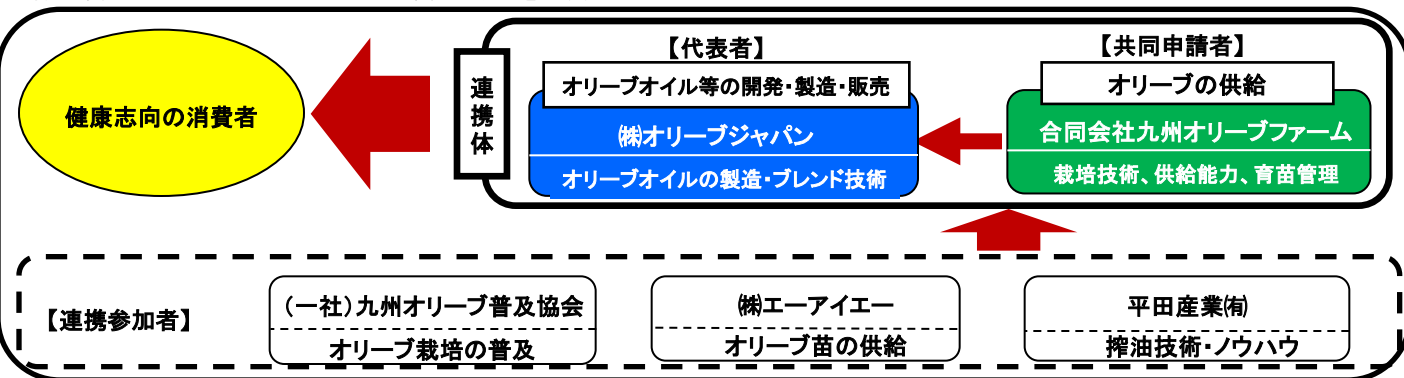 【代表者】
【共同申請者】
健康志向の消費者
連携体
オリーブオイル等の開発・製造・販売
㈱オリーブジャパン
オリーブオイルの製造・ブレンド技術
オリーブの供給
合同会社九州オリーブファーム
栽培技術、供給能力、育苗管理
【連携参加者】
（一社）九州オリーブ普及協会
オリーブ栽培の普及
㈱エーアイエー
オリーブ苗の供給
平田産業㈲
搾油技術・ノウハウ